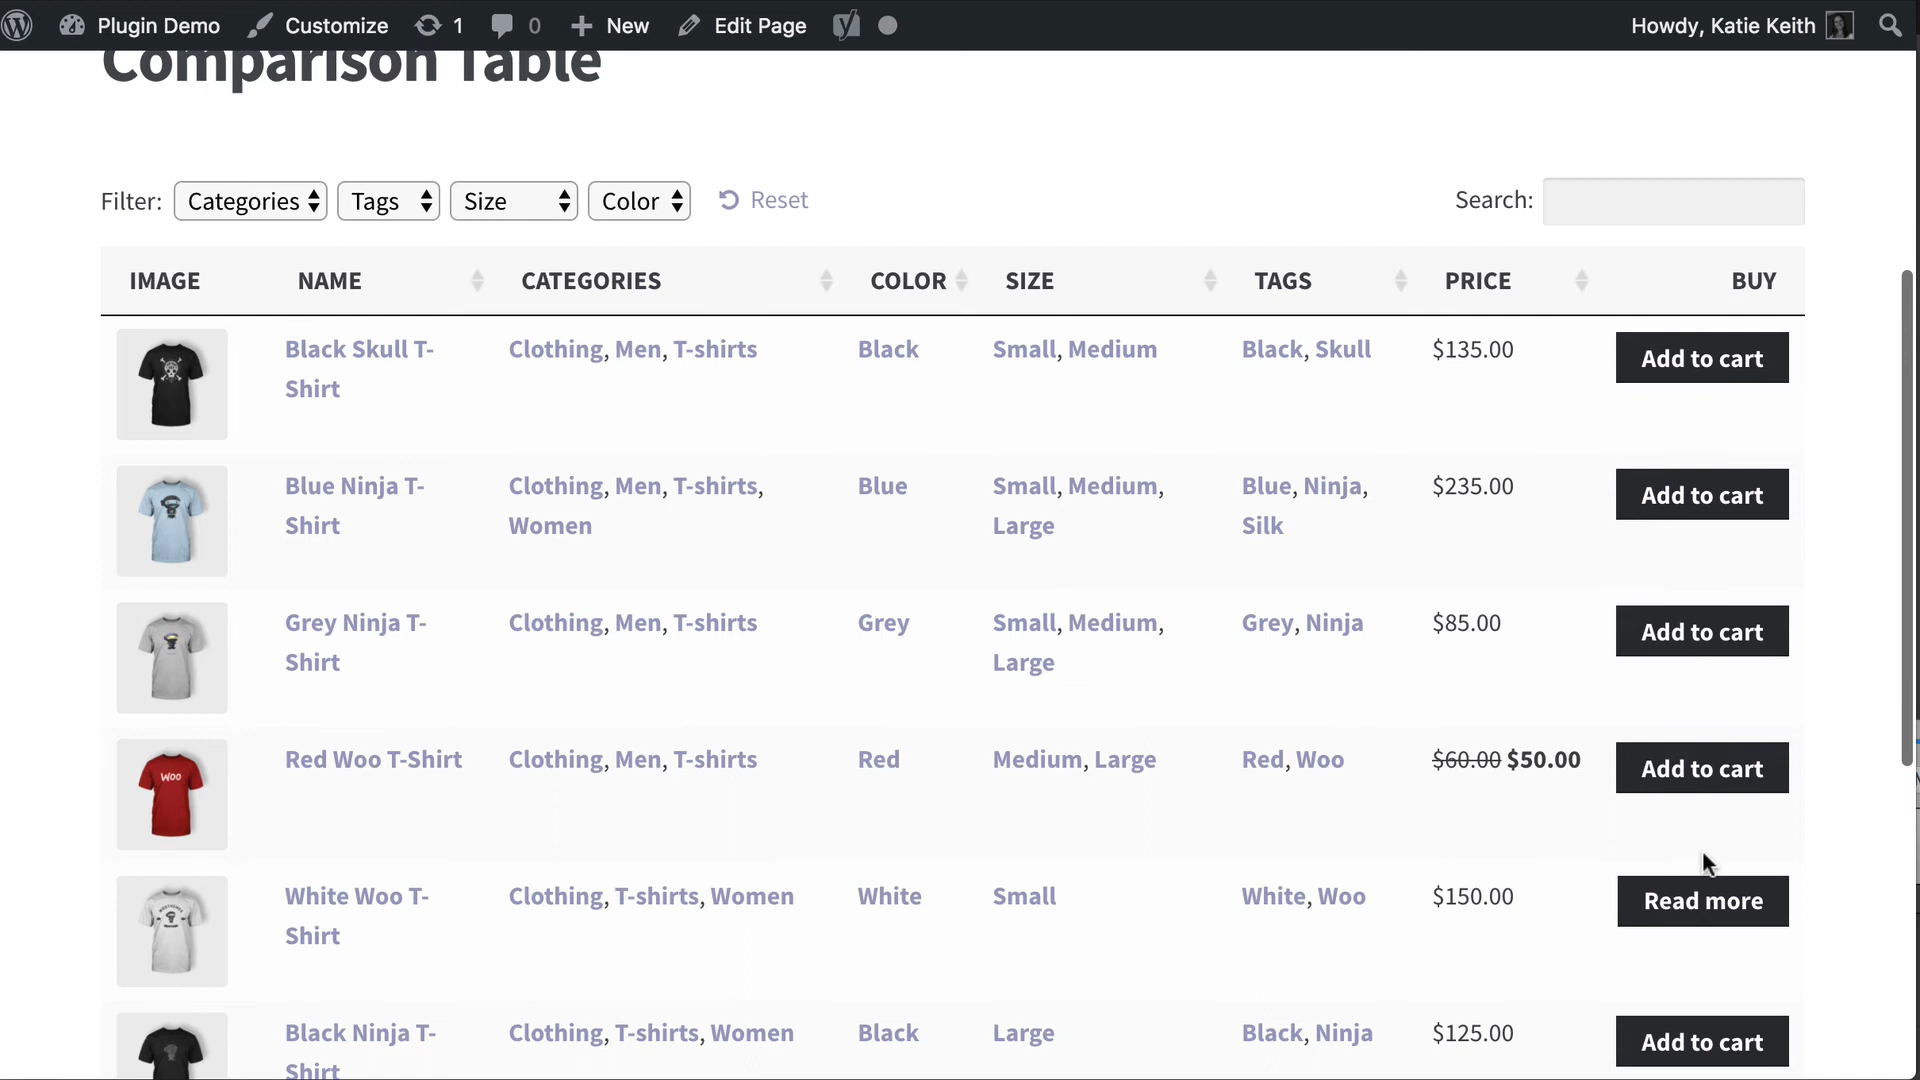 Plugin Demo Customize 1 0 New Edit Page Howdy, Katie Keith
Comparison Table
Filter: Categories Tags Size Color Reset Search:
IMAGE NAME CATEGORIES COLOR SIZE TAGS PRICE BUY
Black Skull T- Clothing, Men, T-shirts Black Small, Medium Black, Skull $135.00 Add to cart
Shirt
Blue Ninja T- Clothing, Men, T-shirts, Blue Small, Medium, Blue, Ninja, $235.00 Add to cart
Shirt Women Large Silk
Grey Ninja T- Clothing, Men, T-shirts Grey Small, Medium, Grey, Ninja $85.00 Add to cart
Shirt Large
Red Woo T-Shirt Clothing, Men, T-shirts Red Medium, Large Red, Woo $60.00 $50.00 Add to cart
WOO
White Woo T- Clothing, T-shirts, Women White Small White, Woo $150.00 Read more
Shirt
Black Ninja T- Clothing, T-shirts, Women Black Large Black, Ninja $125.00 Add to cart
Shirt